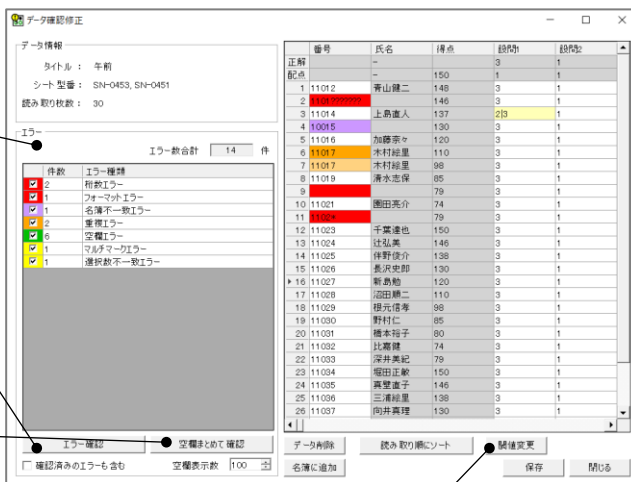 データ確認修正
データ情報
タイトル： 午前
シート型番： SN-0453, SN-0451
読み取り枚数： 30
エラー
エラー数合計 14 件
件数 エラー種類
2 桁数エラー
1 フォーマットエラー
1 名簿不一致エラー
2 重複エラー
6 空欄エラー
1 マルチマークエラー
1 選択数不一致エラー
エラー確認 空欄まとめて確認
確認済みのエラーも含む 空欄表示数 100
番号 氏名 得点 設問1 設問2
正解 - 3 1
配点 - 150 1 1
1 11012 青山健二 148 3 1
2 1101??????? 146 3 1
3 11014 上島直人 137 2|3 1
4 10015 130 3 1
5 11016 加藤奈々 120 3 1
6 11017 木村絵里 110 3 1
7 11017 木村絵里 98 3 1
8 11019 清水志保 85 3 1
9 79 3 1
10 11021 園田亮介 74 3 1
11 1102* 79 3 1
12 11023 千葉達也 150 3 1
13 11024 辻弘美 146 3 1
14 11025 伴野俊介 138 3 1
15 11026 長沢史郎 130 3 1
16 11027 新島勉 120 3 1
17 11028 沼田順二 110 3 1
18 11029 根元信孝 98 3 1
19 11030 野村仁 85 3 1
20 11031 橋本裕子 80 3 1
21 11032 比嘉健 74 3 1
22 11033 深井美紀 79 3 1
23 11034 堀田正敏 150 3 1
24 11035 真壁直子 146 3 1
25 11036 三浦絵里 138 3 1
26 11037 向井真理 130 3 1
データ削除 読み取り順にソート 閾値変更
名簿に追加 保存 閉じる